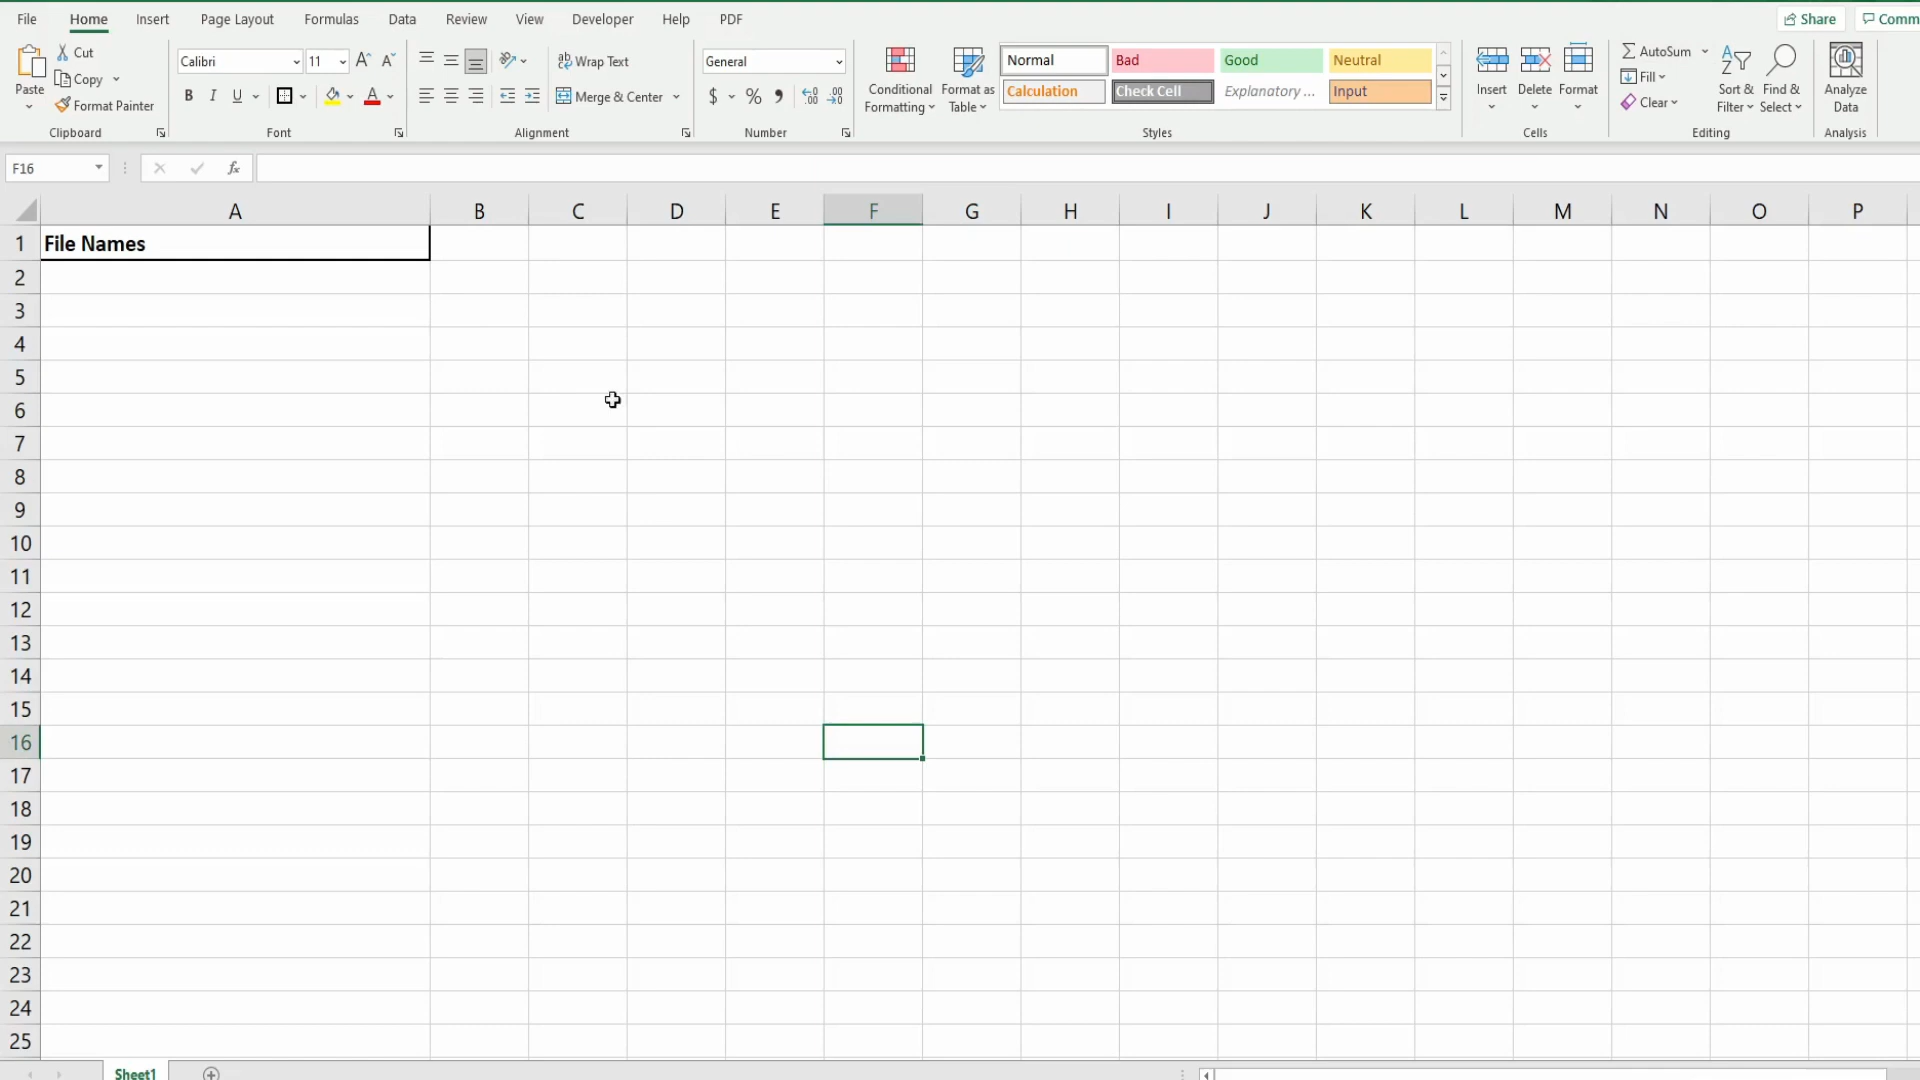 File Home Insert Page Layout Formulas Data Review View Developer Help PDF Share Comm
Paste Cut Copy Format Painter Clipboard
Calibri 11 B I U A Font
Wrap Text Merge & Center Alignment
General $ % , Number
Conditional Formatting Format as Table
Normal Bad Good Neutral
Calculation Check Cell Explanatory ... Input
Styles
Insert Delete Format Cells
AutoSum Fill Clear Sort & Filter Find & Select Editing
Analyze Data Analysis
F16 fx
A B C D E F G H I J K L M N O P
1 File Names
2
3
4
5
6
7
8
9
10
11
12
13
14
15
16
17
18
19
20
21
22
23
24
25
Sheet1